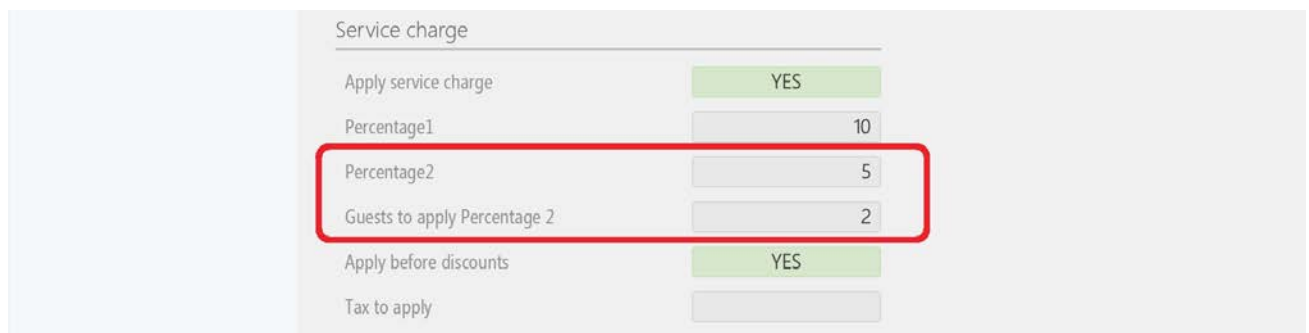 Service charge
Apply service charge YES
Percentage1 10
Percentage2 5
Guests to apply Percentage 2 2
Apply before discounts YES
Tax to apply